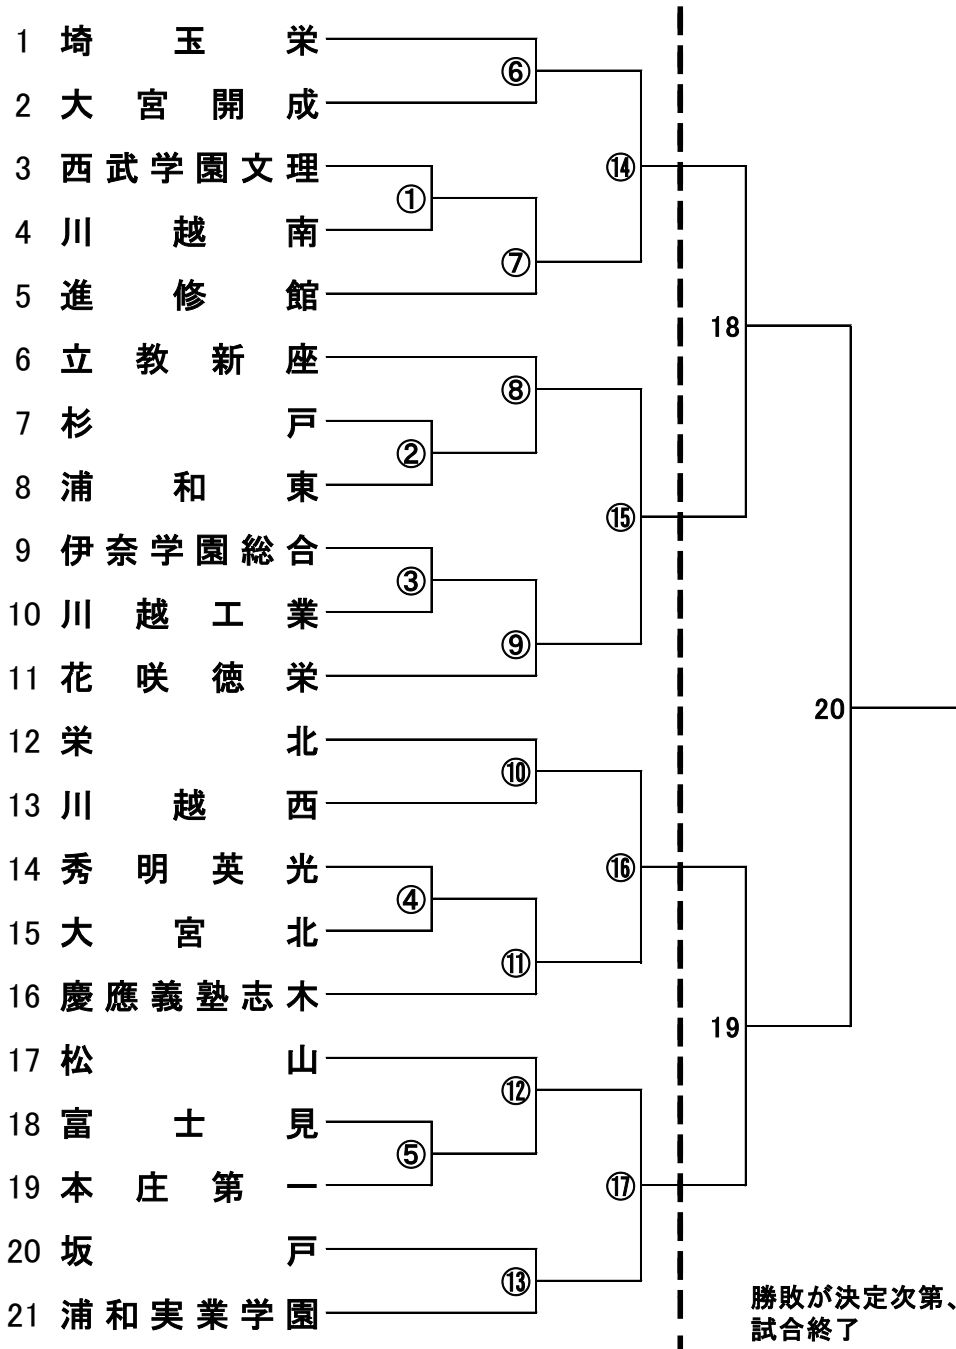 1 埼玉栄
⑥
2 大宮開成
3 西武学園文理
⑭
①
4 川越南
⑦
5 進修館
18
6 立教新座
⑧
7 杉戸
②
8 浦和東
⑮
9 伊奈学園総合
③
10 川越工業
⑨
11 花咲徳栄
20
12 栄北
⑩
13 川越西
14 秀明英光
⑯
④
15 大宮北
⑪
16 慶應義塾志木
19
17 松山
⑫
18 富士見
⑤
19 本庄第一
⑰
20 坂戸
⑬
21 浦和実業学園
勝敗が決定次第、
試合終了